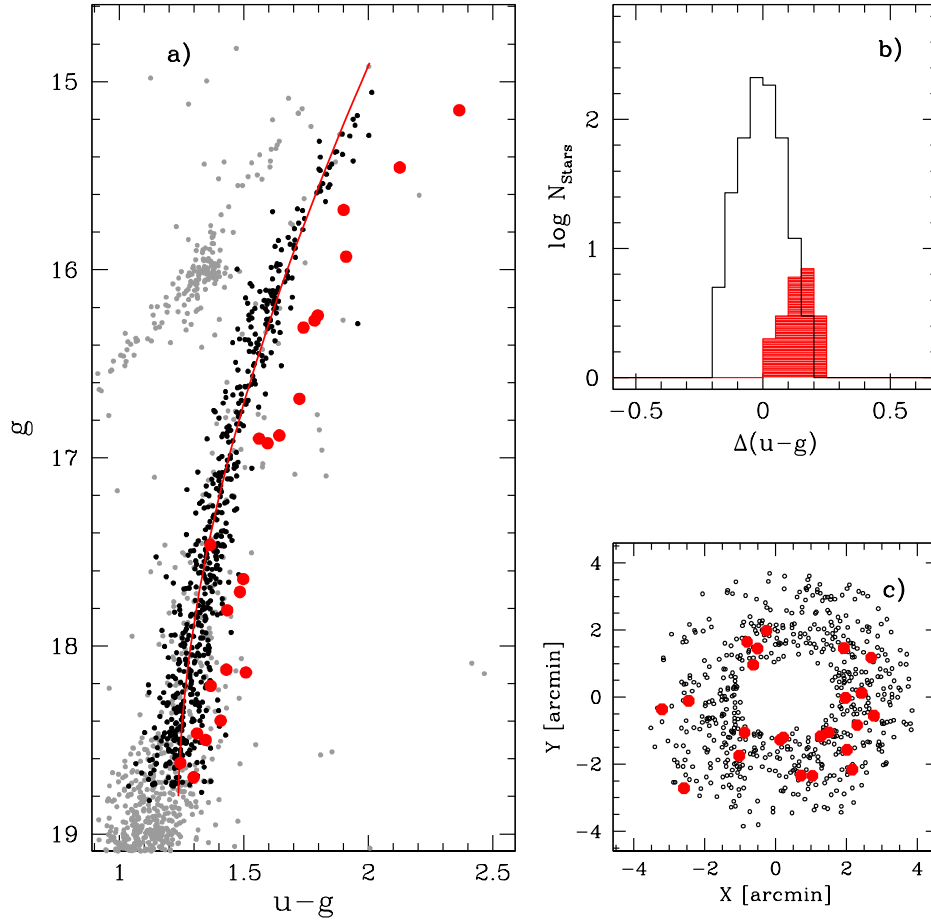 a)
15
16
17
18
19
g
1
1.5
2
2.5
u−g
b)
2
1
0
log N_Stars
−0.5
0
0.5
Δ(u−g)
c)
4
2
0
−2
−4
Y [arcmin]
−4
−2
0
2
4
X [arcmin]